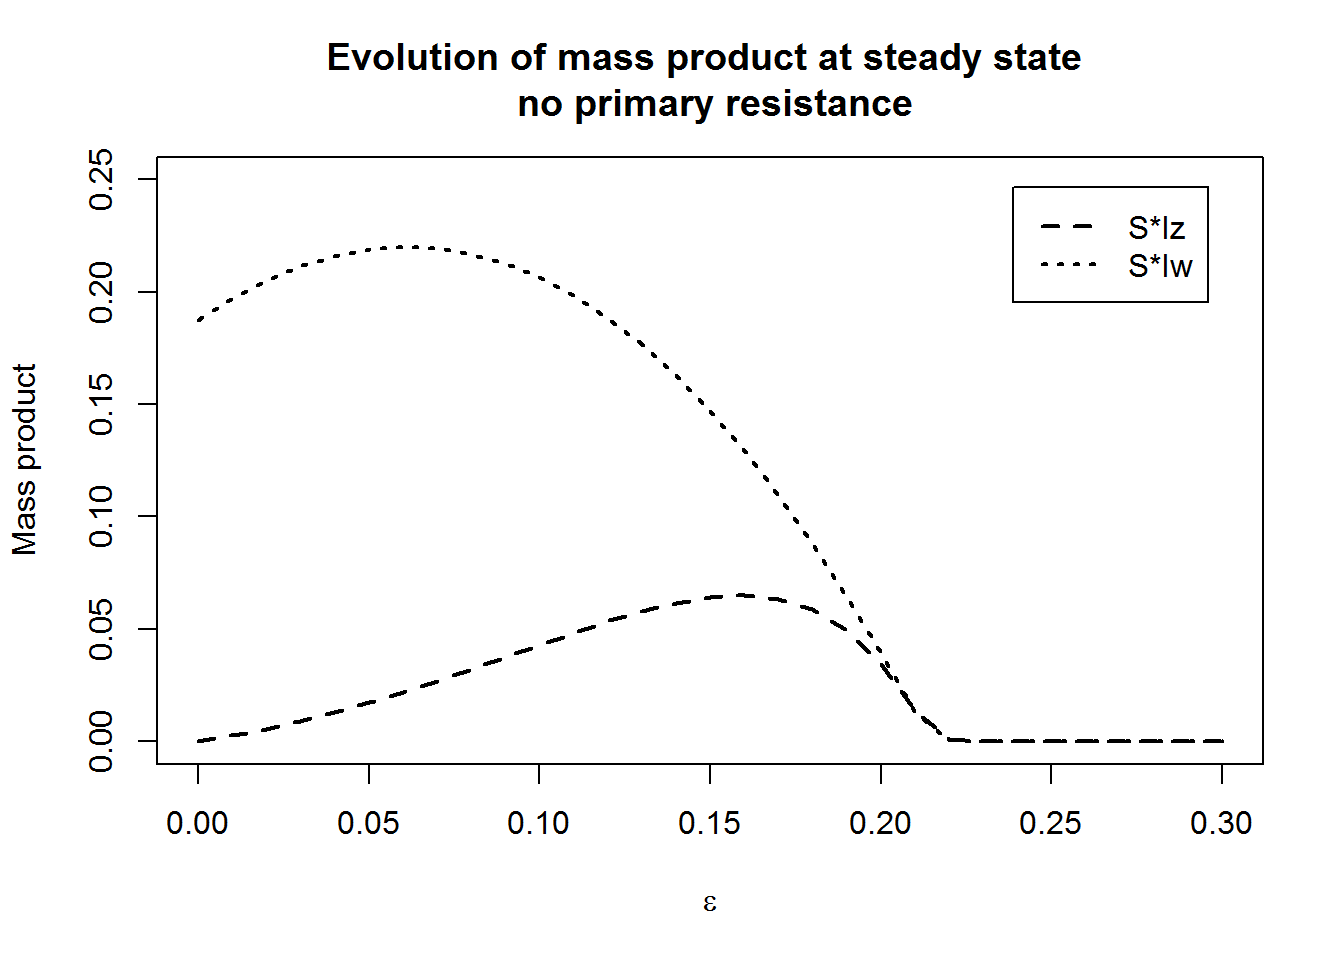 Evolution of mass product at steady state
no primary resistance
Mass product
0.25
0.20
0.15
0.10
0.05
0.00
S*Iz
S*Iw
0.00 0.05 0.10 0.15 0.20 0.25 0.30
ε